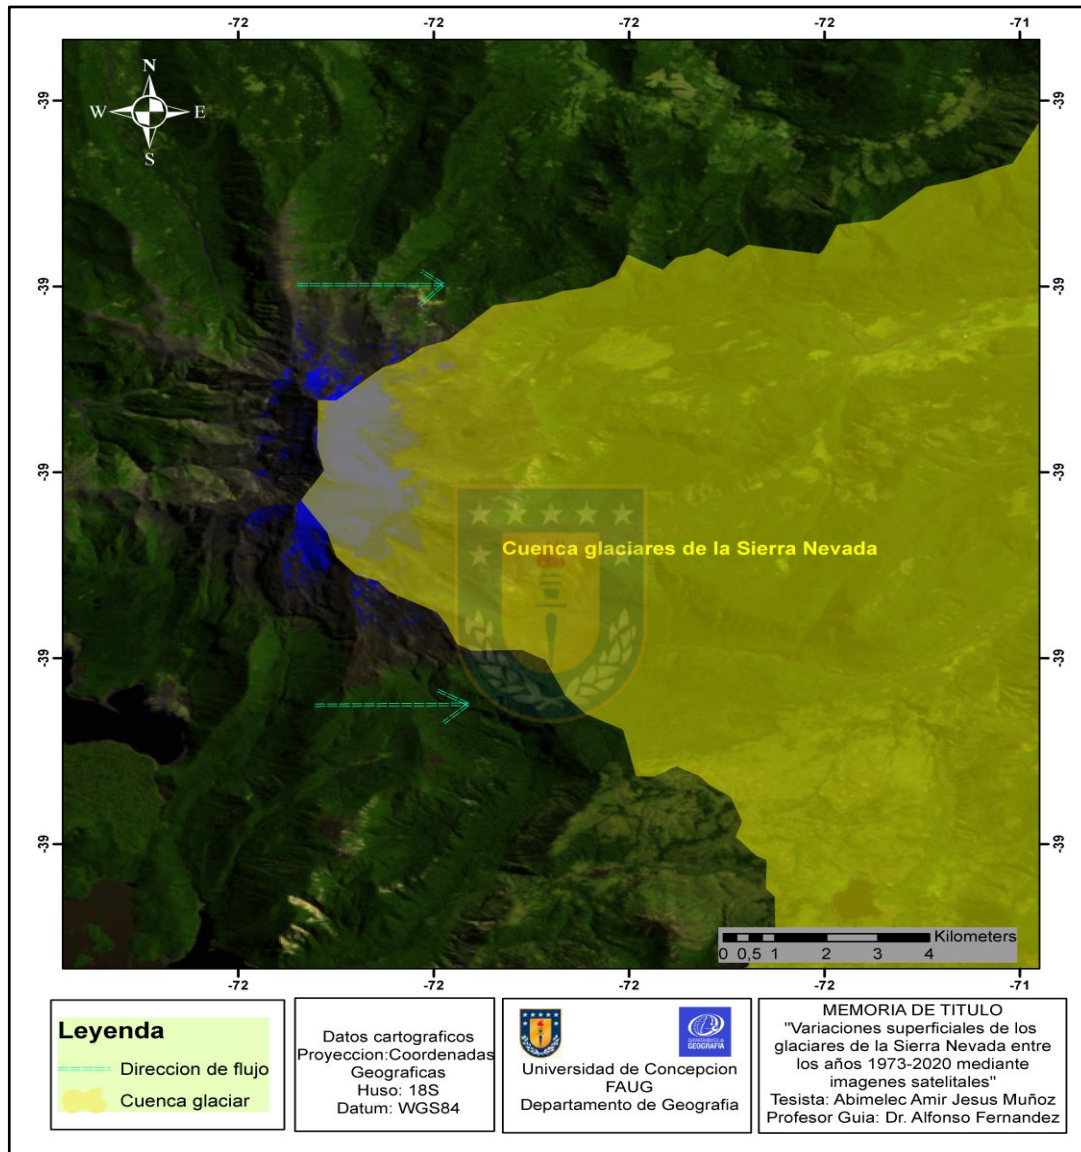 -72 -72 -72 -72 -71
N
W E
S
-39 -39
-39 -39
-39 -39
Cuenca glaciares de la Sierra Nevada
-39 -39
-39 -39
Kilometers
0 0,5 1 2 3 4
-72 -72 -72 -72 -71
Leyenda
Direccion de flujo
Cuenca glaciar
Datos cartograficos
Proyeccion:Coordenadas
Geograficas
Huso: 18S
Datum: WGS84
DEPARTAMENTO de
GEOGRAFIA
Universidad de Concepcion
FAUG
Departamento de Geografia
MEMORIA DE TITULO
"Variaciones superficiales de los
glaciares de la Sierra Nevada entre
los años 1973-2020 mediante
imagenes satelitales"
Tesista: Abimelec Amir Jesus Muñoz
Profesor Guia: Dr. Alfonso Fernandez